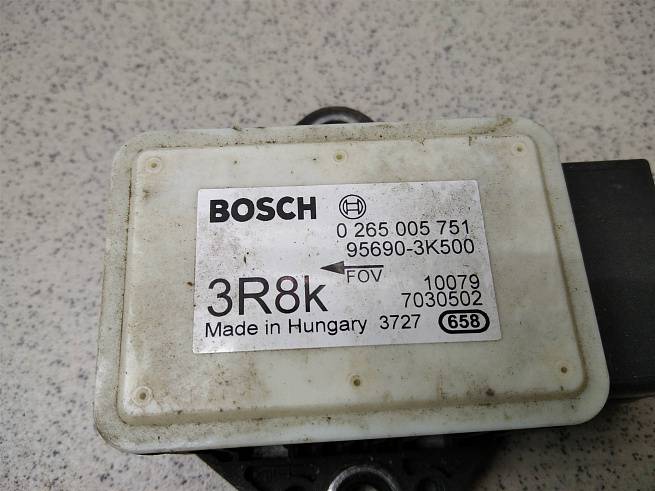 BOSCH
0 265 005 751
95690-3K500
FOV
3R8k 10079
7030502
Made in Hungary 3727 658